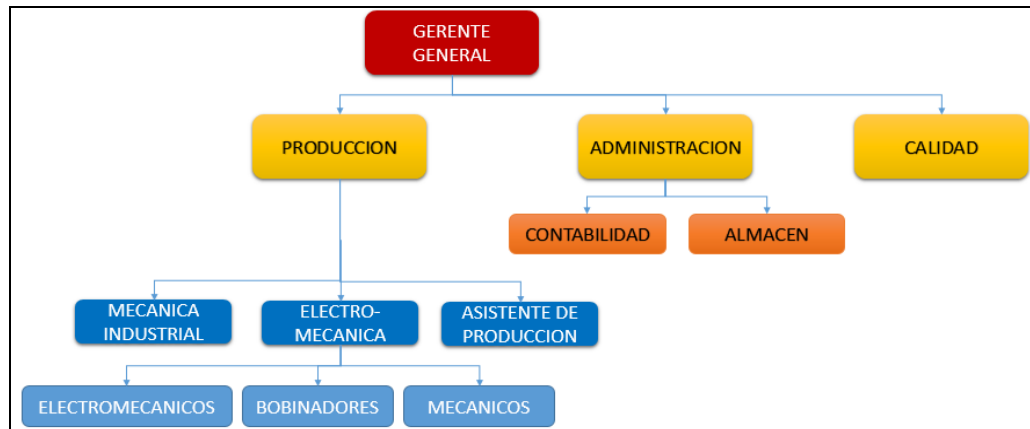 GERENTE
GENERAL
PRODUCCION
ADMINISTRACION
CALIDAD
CONTABILIDAD
ALMACEN
MECANICA
INDUSTRIAL
ELECTRO-
MECANICA
ASISTENTE DE
PRODUCCION
ELECTROMECANICOS
BOBINADORES
MECANICOS